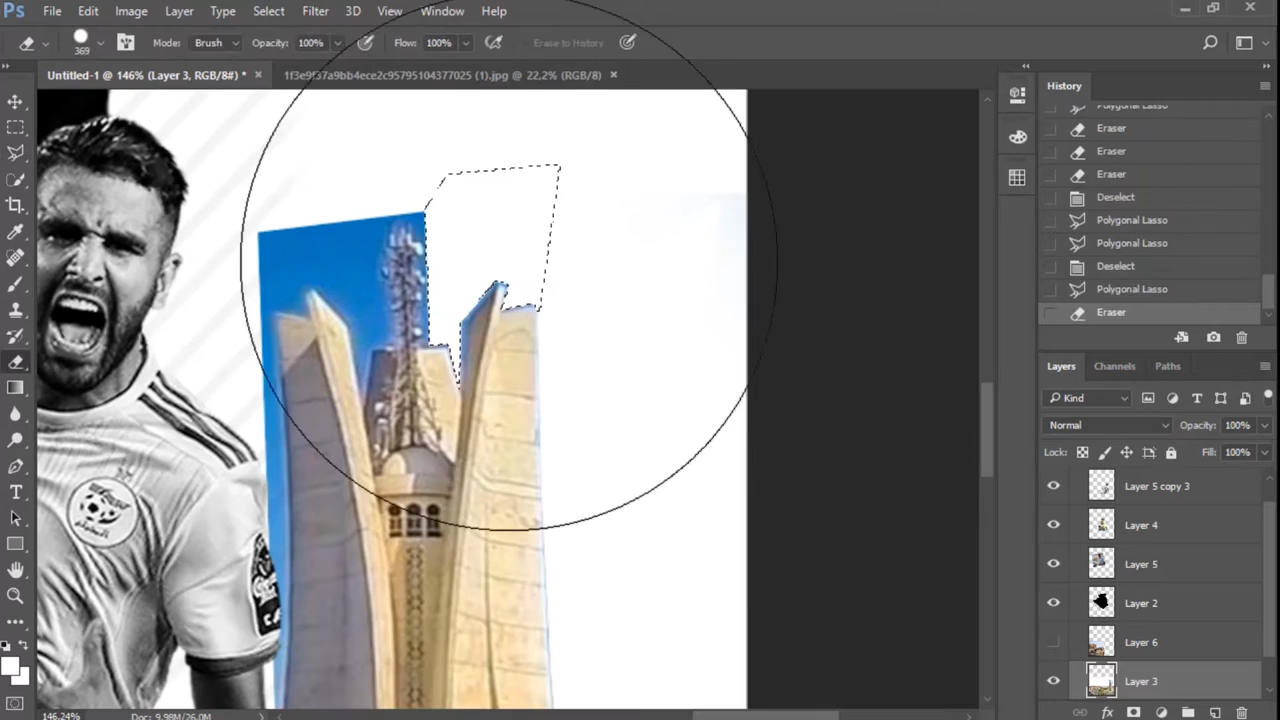 Ps File Edit Image Layer Type Select Filter 3D View Window Help
369 Mode: Brush Opacity: 100% Flow: 100% Erase to History
Untitled-1 @ 146% (Layer 3, RGB/8#) * × 1f3e9f37a9bb4ece2c95795104377025 (1).jpg @ 22,2% (RGB/8) ×
History
Polygonal Lasso
Eraser
Eraser
Eraser
Deselect
Polygonal Lasso
Polygonal Lasso
Deselect
Polygonal Lasso
Eraser
Layers Channels Paths
Kind
Normal Opacity: 100%
Lock: Fill: 100%
Layer 5 copy 3
Layer 4
Layer 5
Layer 2
Layer 6
Layer 3
146,24% Doc: 9,98M/26,0M